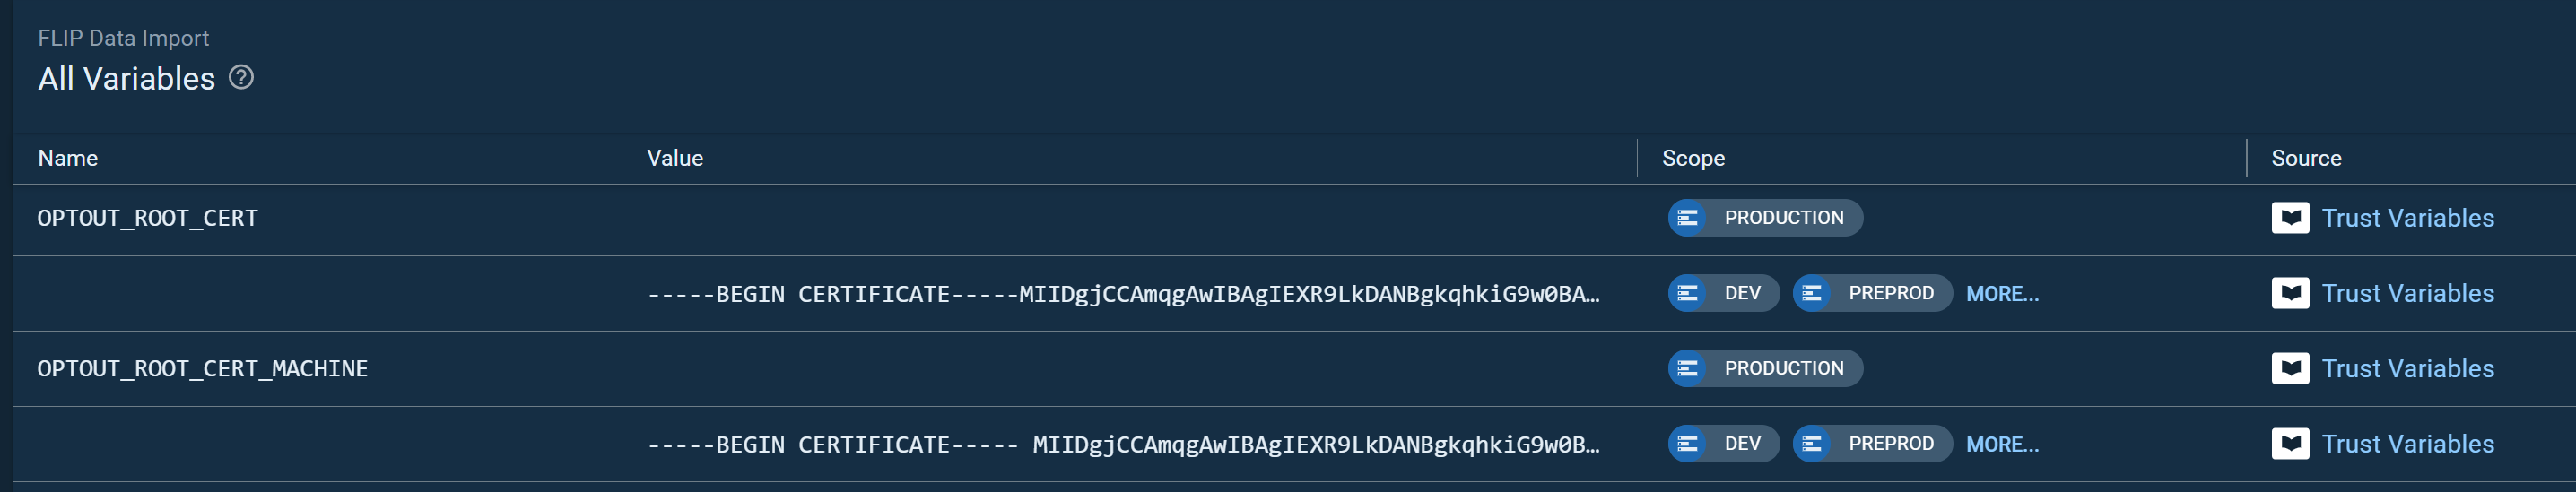 FLIP Data Import
All Variables ?
Name Value Scope Source
OPTOUT_ROOT_CERT PRODUCTION Trust Variables
-----BEGIN CERTIFICATE-----MIIDgjCCAmqgAwIBAgIEXR9LkDANBgkqhkiG9w0BA… DEV PREPROD MORE... Trust Variables
OPTOUT_ROOT_CERT_MACHINE PRODUCTION Trust Variables
-----BEGIN CERTIFICATE----- MIIDgjCCAmqgAwIBAgIEXR9LkDANBgkqhkiG9w0B… DEV PREPROD MORE... Trust Variables